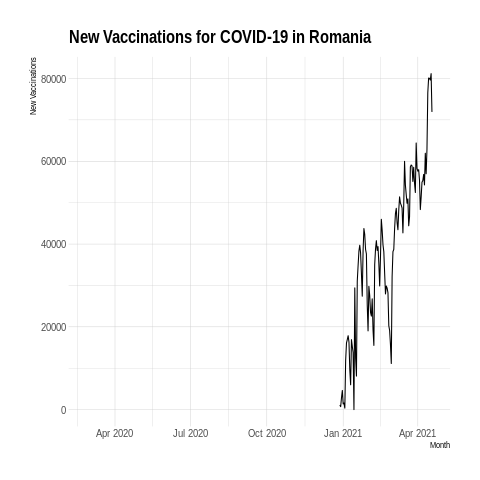 New Vaccinations for COVID-19 in Romania
New Vaccinations
80000
60000
40000
20000
0
Apr 2020 Jul 2020 Oct 2020 Jan 2021 Apr 2021
Month